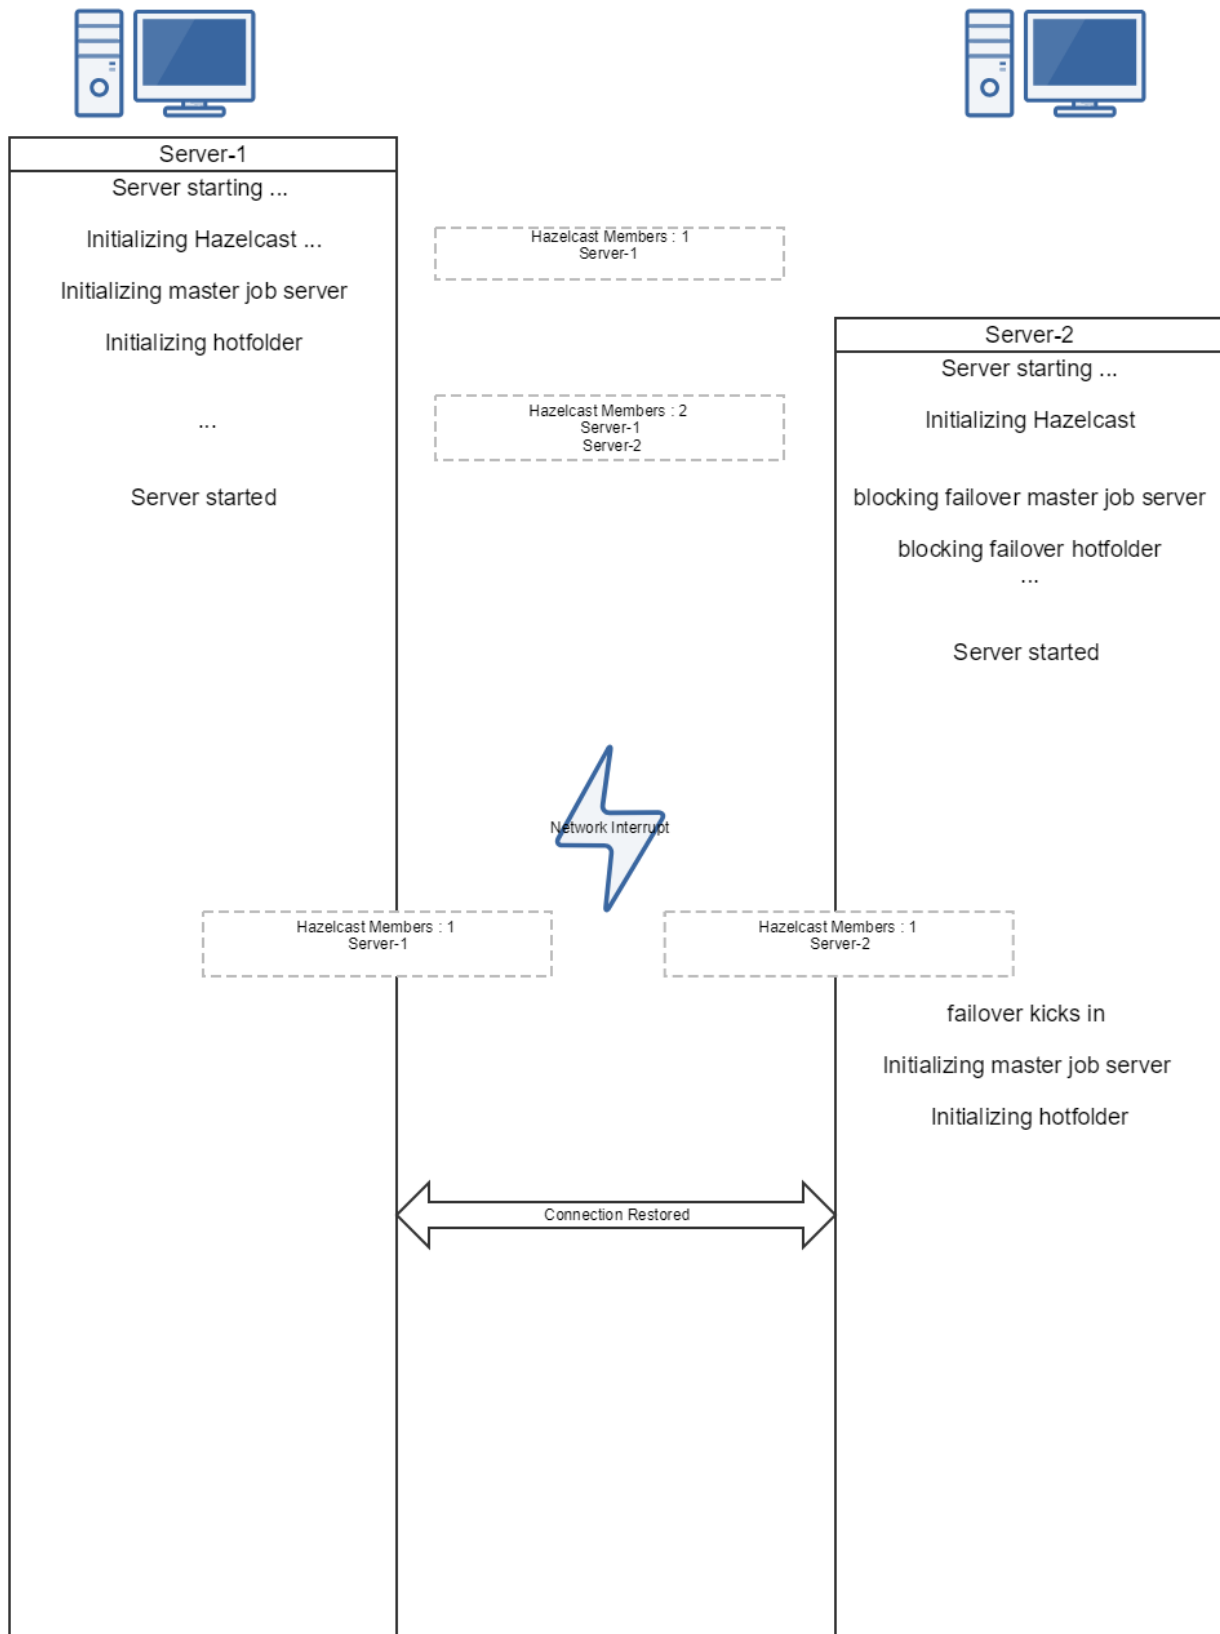 Server-1
Server starting ...
Initializing Hazelcast ...
Hazelcast Members : 1
Server-1
Initializing master job server
Initializing hotfolder
Server-2
Server starting ...
Hazelcast Members : 2
Server-1
Server-2
...
Initializing Hazelcast
Server started
blocking failover master job server
blocking failover hotfolder
...
Server started
Network Interrupt
Hazelcast Members : 1
Server-1
Hazelcast Members : 1
Server-2
failover kicks in
Initializing master job server
Initializing hotfolder
Connection Restored